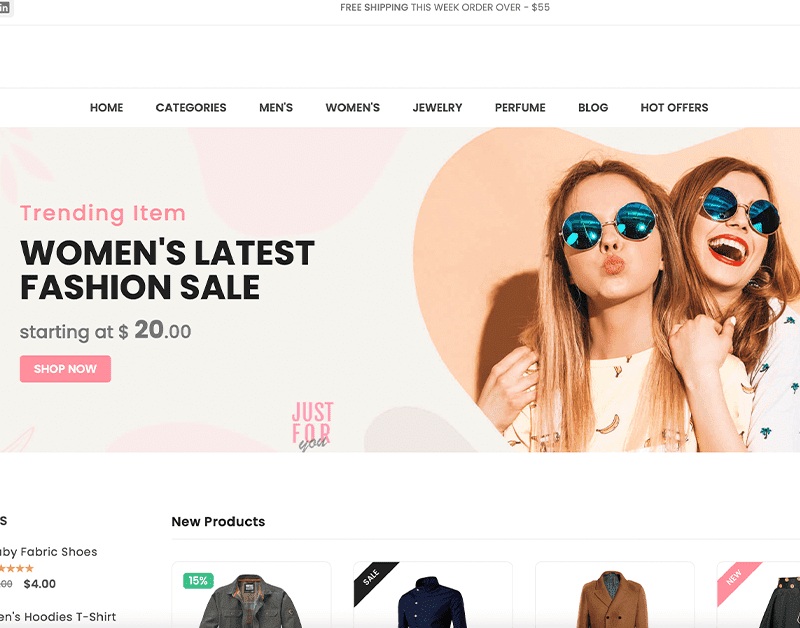 in
FREE SHIPPING THIS WEEK ORDER OVER - $55
HOME CATEGORIES MEN'S WOMEN'S JEWELRY PERFUME BLOG HOT OFFERS
Trending Item
WOMEN'S LATEST
FASHION SALE
starting at $ 20.00
SHOP NOW
JUST
FOR
you
S
New Products
by Fabric Shoes
.00 $4.00
en's Hoodies T-Shirt
15%
SALE
NEW